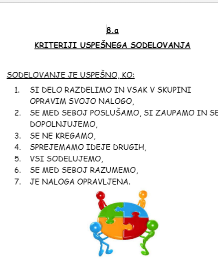 8.a
KRITERIJI USPEŠNEGA SODELOVANJA
SODELOVANJE JE USPEŠNO, KO:
1. SI DELO RAZDELIMO IN VSAK V SKUPINI
OPRAVIM SVOJO NALOGO,
2. SE MED SEBOJ POSLUŠAMO, SI ZAUPAMO IN SE
DOPOLNJUJEMO,
3. SE NE KREGAMO,
4. SPREJEMAMO IDEJE DRUGIH,
5. VSI SODELUJEMO,
6. SE MED SEBOJ RAZUMEMO,
7. JE NALOGA OPRAVLJENA.